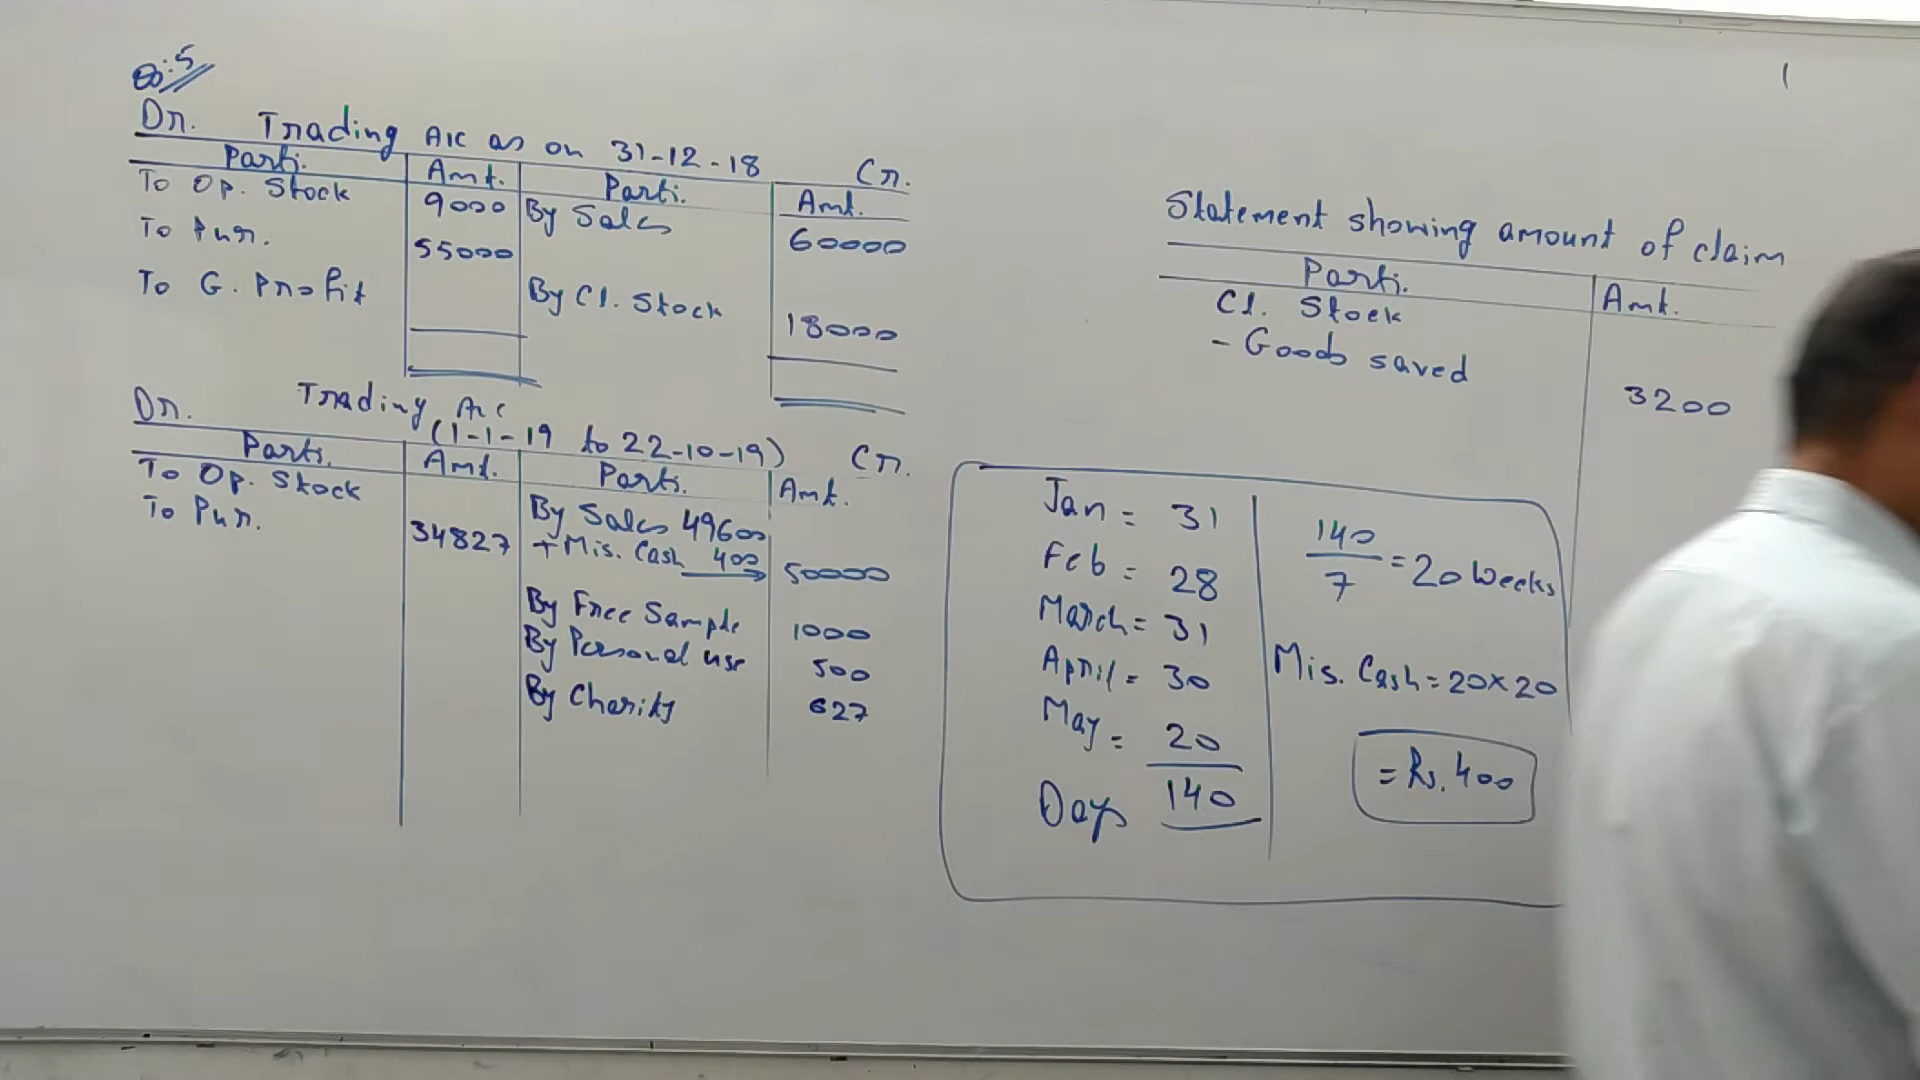 Qo:5
Dr. Trading A/c as on 31-12-18 Cr.
Parti. Amt. Parti. Amt.
To Op. Stock 9000 By Sales 60000
To Pur. 55000
To G. Profit By Cl. Stock 18000
Dr. Trading A/c Cr.
(1-1-19 to 22-10-19)
Parti. Amt. Parti. Amt.
To Op. Stock By Sales 49600
To Pur. 34827 + Mis. Cash 400 50000
By Free Sample 1000
By Personal use 500
By Charity 627
Statement showing amount of claim
Parti. Amt.
Cl. Stock
- Goods saved 3200
Jan = 31
Feb = 28
March = 31
April = 30
May = 20
Days 140
140/7 = 20 Weeks
Mis. Cash = 20×20
= Rs. 400